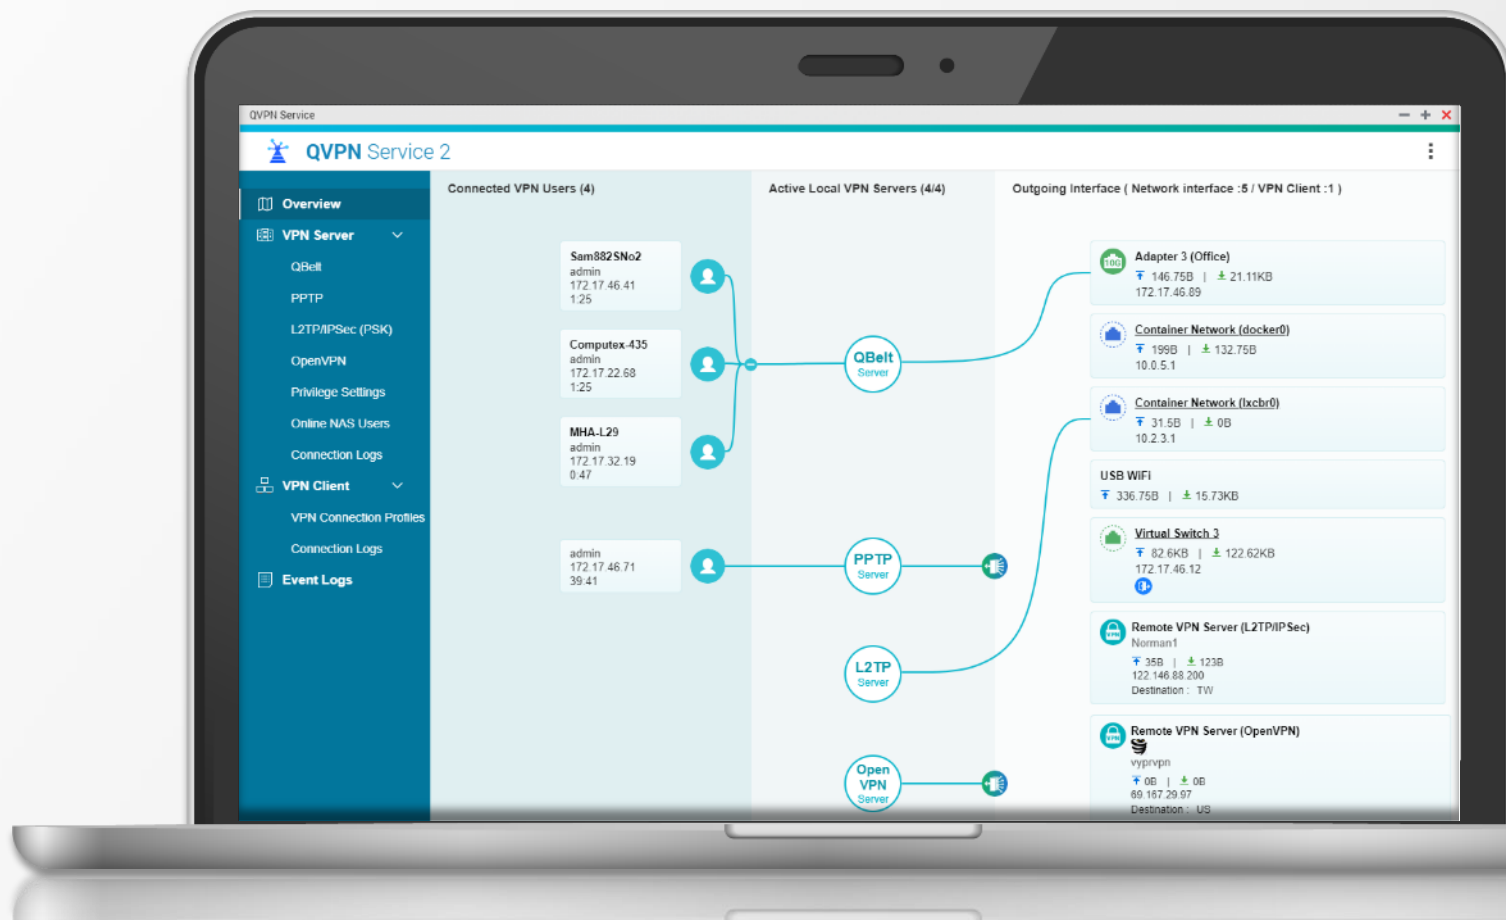 QVPN Service
QVPN Service 2
Overview
VPN Server
QBelt
PPTP
L2TP/IPSec (PSK)
OpenVPN
Privilege Settings
Online NAS Users
Connection Logs
VPN Client
VPN Connection Profiles
Connection Logs
Event Logs
Connected VPN Users (4)
Sam882SNo2
admin
172.17.46.41
1:25
Computex-435
admin
172.17.22.68
1:25
MHA-L29
admin
172.17.32.19
0:47
admin
172.17.46.71
39:41
Active Local VPN Servers (4/4)
QBelt
Server
PPTP
Server
L2TP
Server
Open
VPN
Server
Outgoing Interface ( Network interface :5 / VPN Client :1 )
10G
Adapter 3 (Office)
146.75B | 21.11KB
172.17.46.89
Container Network (docker0)
199B | 132.75B
10.0.5.1
Container Network (lxcbr0)
31.5B | 0B
10.2.3.1
USB WiFi
336.75B | 15.73KB
Virtual Switch 3
82.6KB | 122.62KB
172.17.46.12
VPN
Remote VPN Server (L2TP/IPSec)
Norman1
35B | 123B
122.146.88.200
Destination : TW
VPN
Remote VPN Server (OpenVPN)
vyprvpn
0B | 0B
69.167.29.97
Destination : US